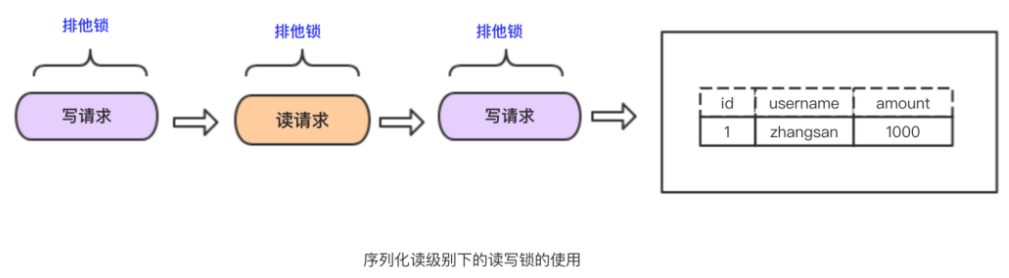 排他锁 排他锁 排他锁
写请求 读请求 写请求
id username amount
1 zhangsan 1000
序列化读级别下的读写锁的使用